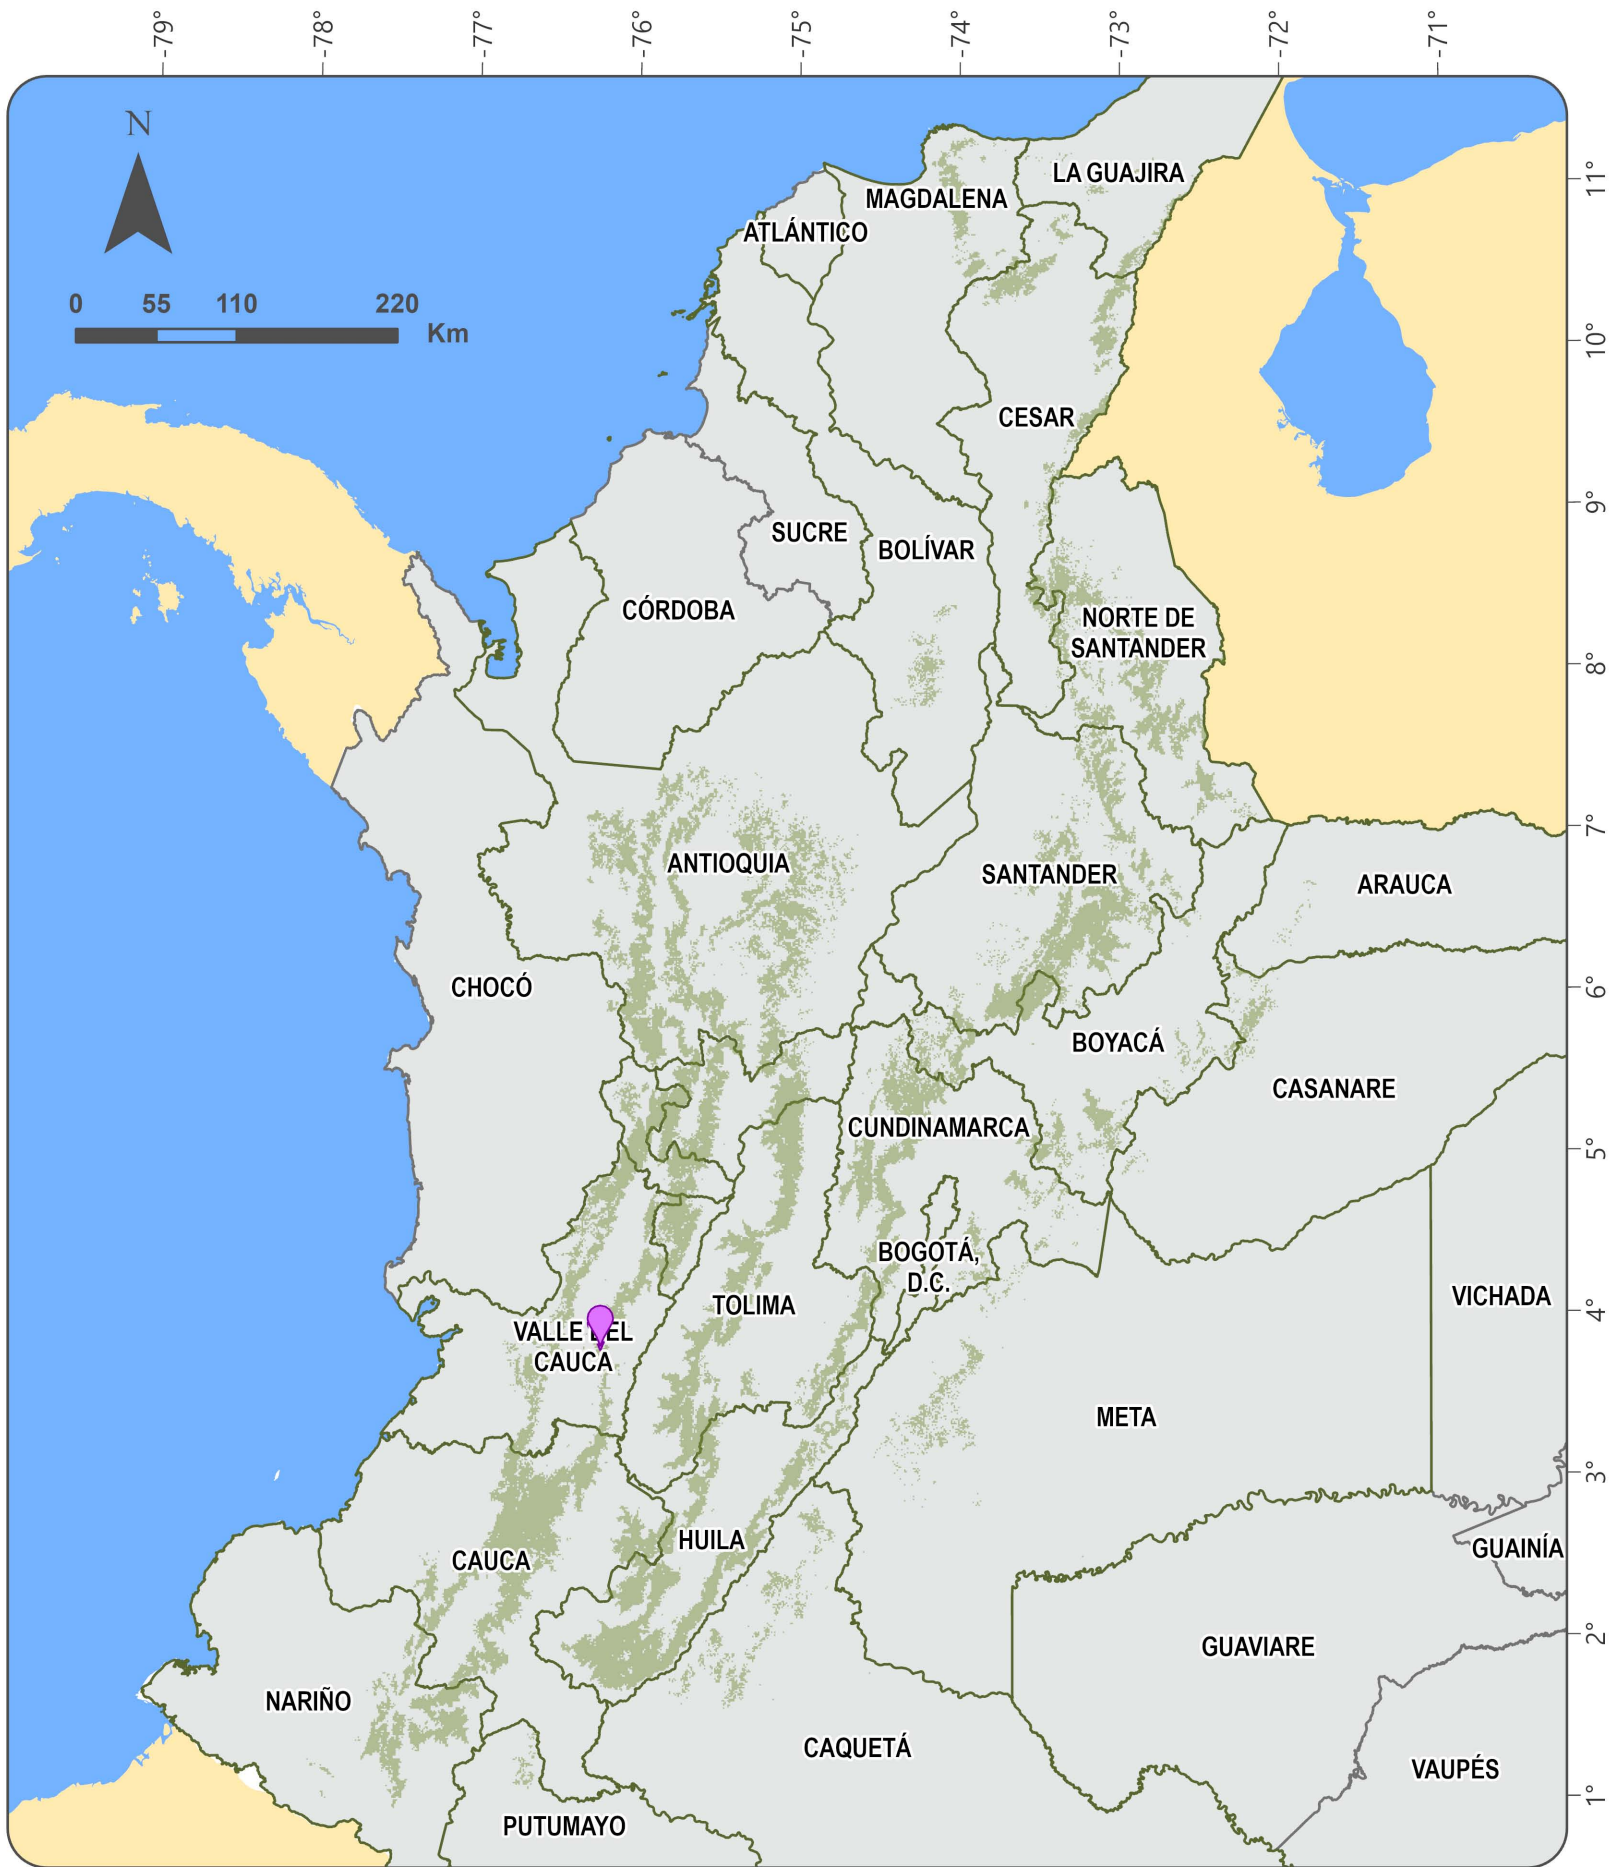 -79°
-78°
-77°
-76°
-75°
-74°
-73°
-72°
-71°
N
0 55 110 220
Km
LA GUAJIRA
MAGDALENA
ATLÁNTICO
11°
10°
CESAR
9°
SUCRE
BOLÍVAR
CÓRDOBA
NORTE DE
SANTANDER
8°
7°
ANTIOQUIA
SANTANDER
ARAUCA
CHOCÓ
6°
BOYACÁ
CASANARE
CUNDINAMARCA
5°
BOGOTÁ,
D.C.
VICHADA
TOLIMA
4°
VALLE DEL
CAUCA
META
3°
HUILA
GUAINÍA
CAUCA
2°
GUAVIARE
NARIÑO
CAQUETÁ
VAUPÉS
1°
PUTUMAYO